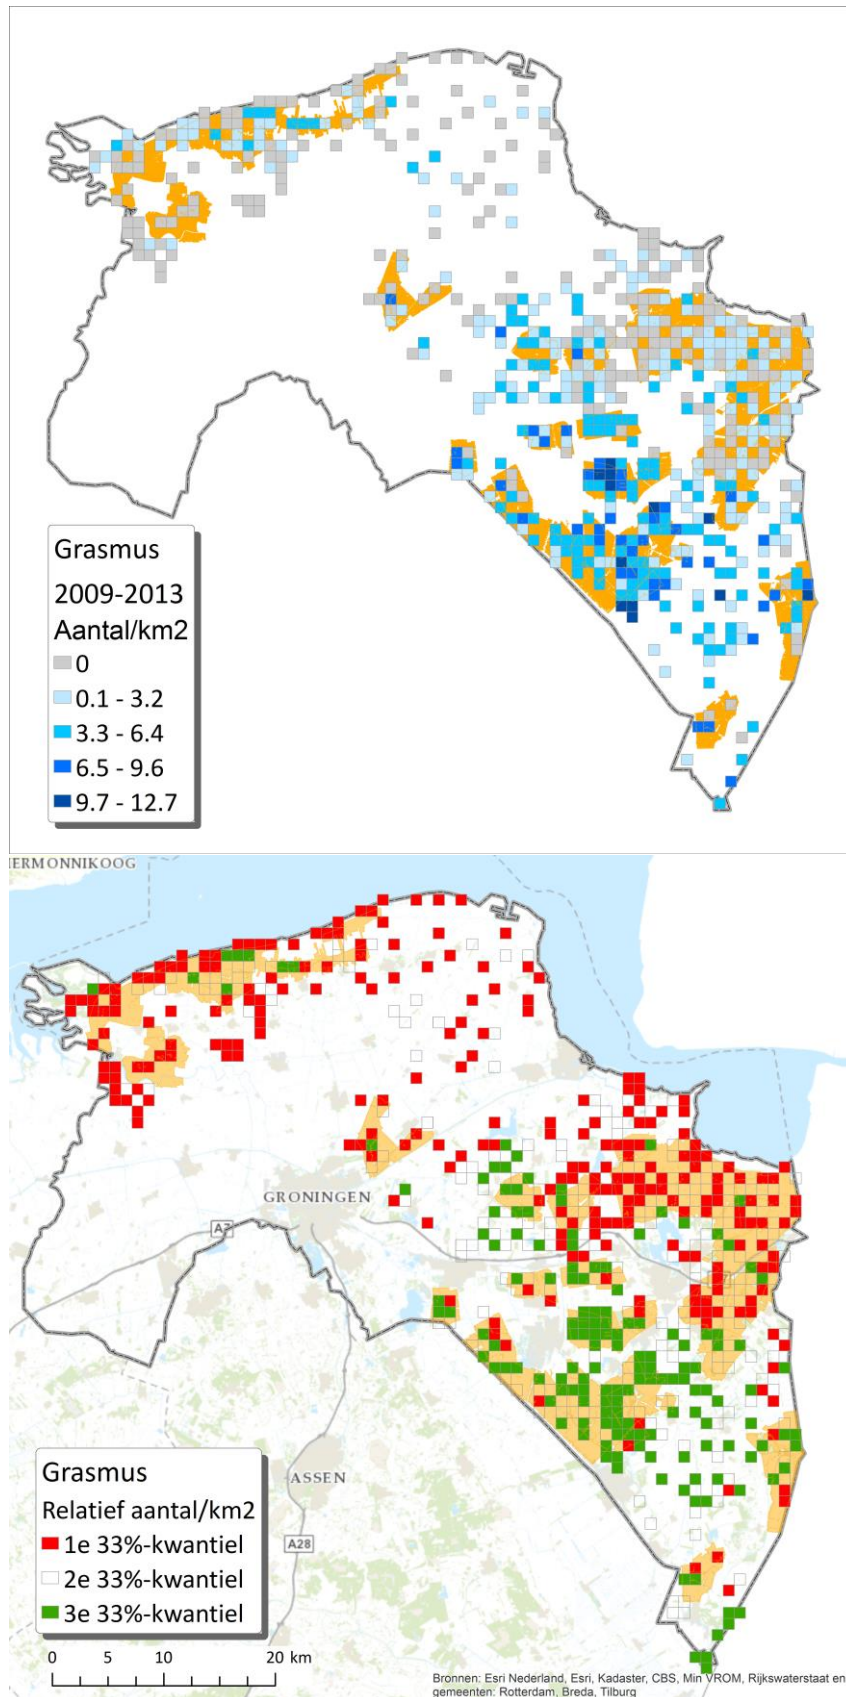 Grasmus
2009-2013
Aantal/km2
0
0.1 - 3.2
3.3 - 6.4
6.5 - 9.6
9.7 - 12.7
IERMONNIKOOG
GRONINGEN
A7
ASSEN
A28
Grasmus
Relatief aantal/km2
1e 33%-kwantiel
2e 33%-kwantiel
3e 33%-kwantiel
0 5 10 20 km
Bronnen: Esri Nederland, Esri, Kadaster, CBS, Min VROM, Rijkswaterstaat en
gemeenten: Rotterdam, Breda, Tilburg